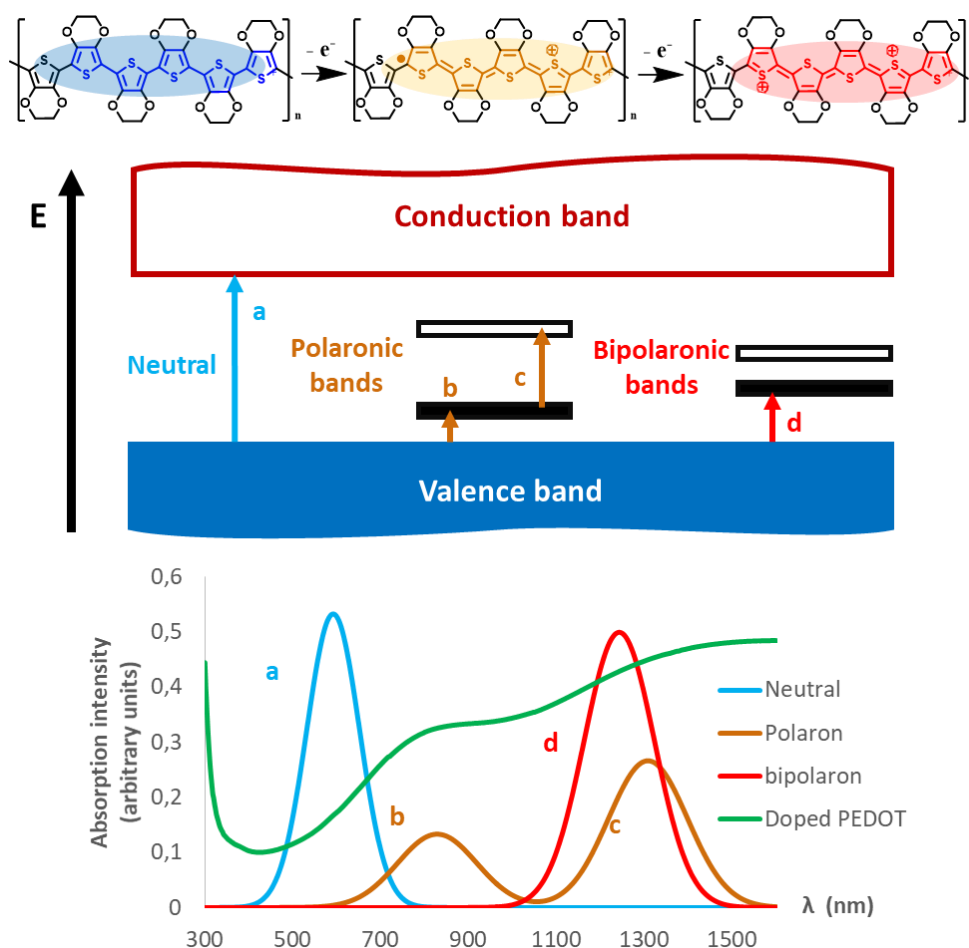 − e⁻
− e⁻
n
n
n
E
Conduction band
a
Neutral
Polaronic
bands
b
c
Bipolaronic
bands
d
Valence band
Absorption intensity
(arbitrary units)
0,6
0,5
0,4
0,3
0,2
0,1
0
a
b
d
c
Neutral
Polaron
bipolaron
Doped PEDOT
λ (nm)
300 500 700 900 1100 1300 1500